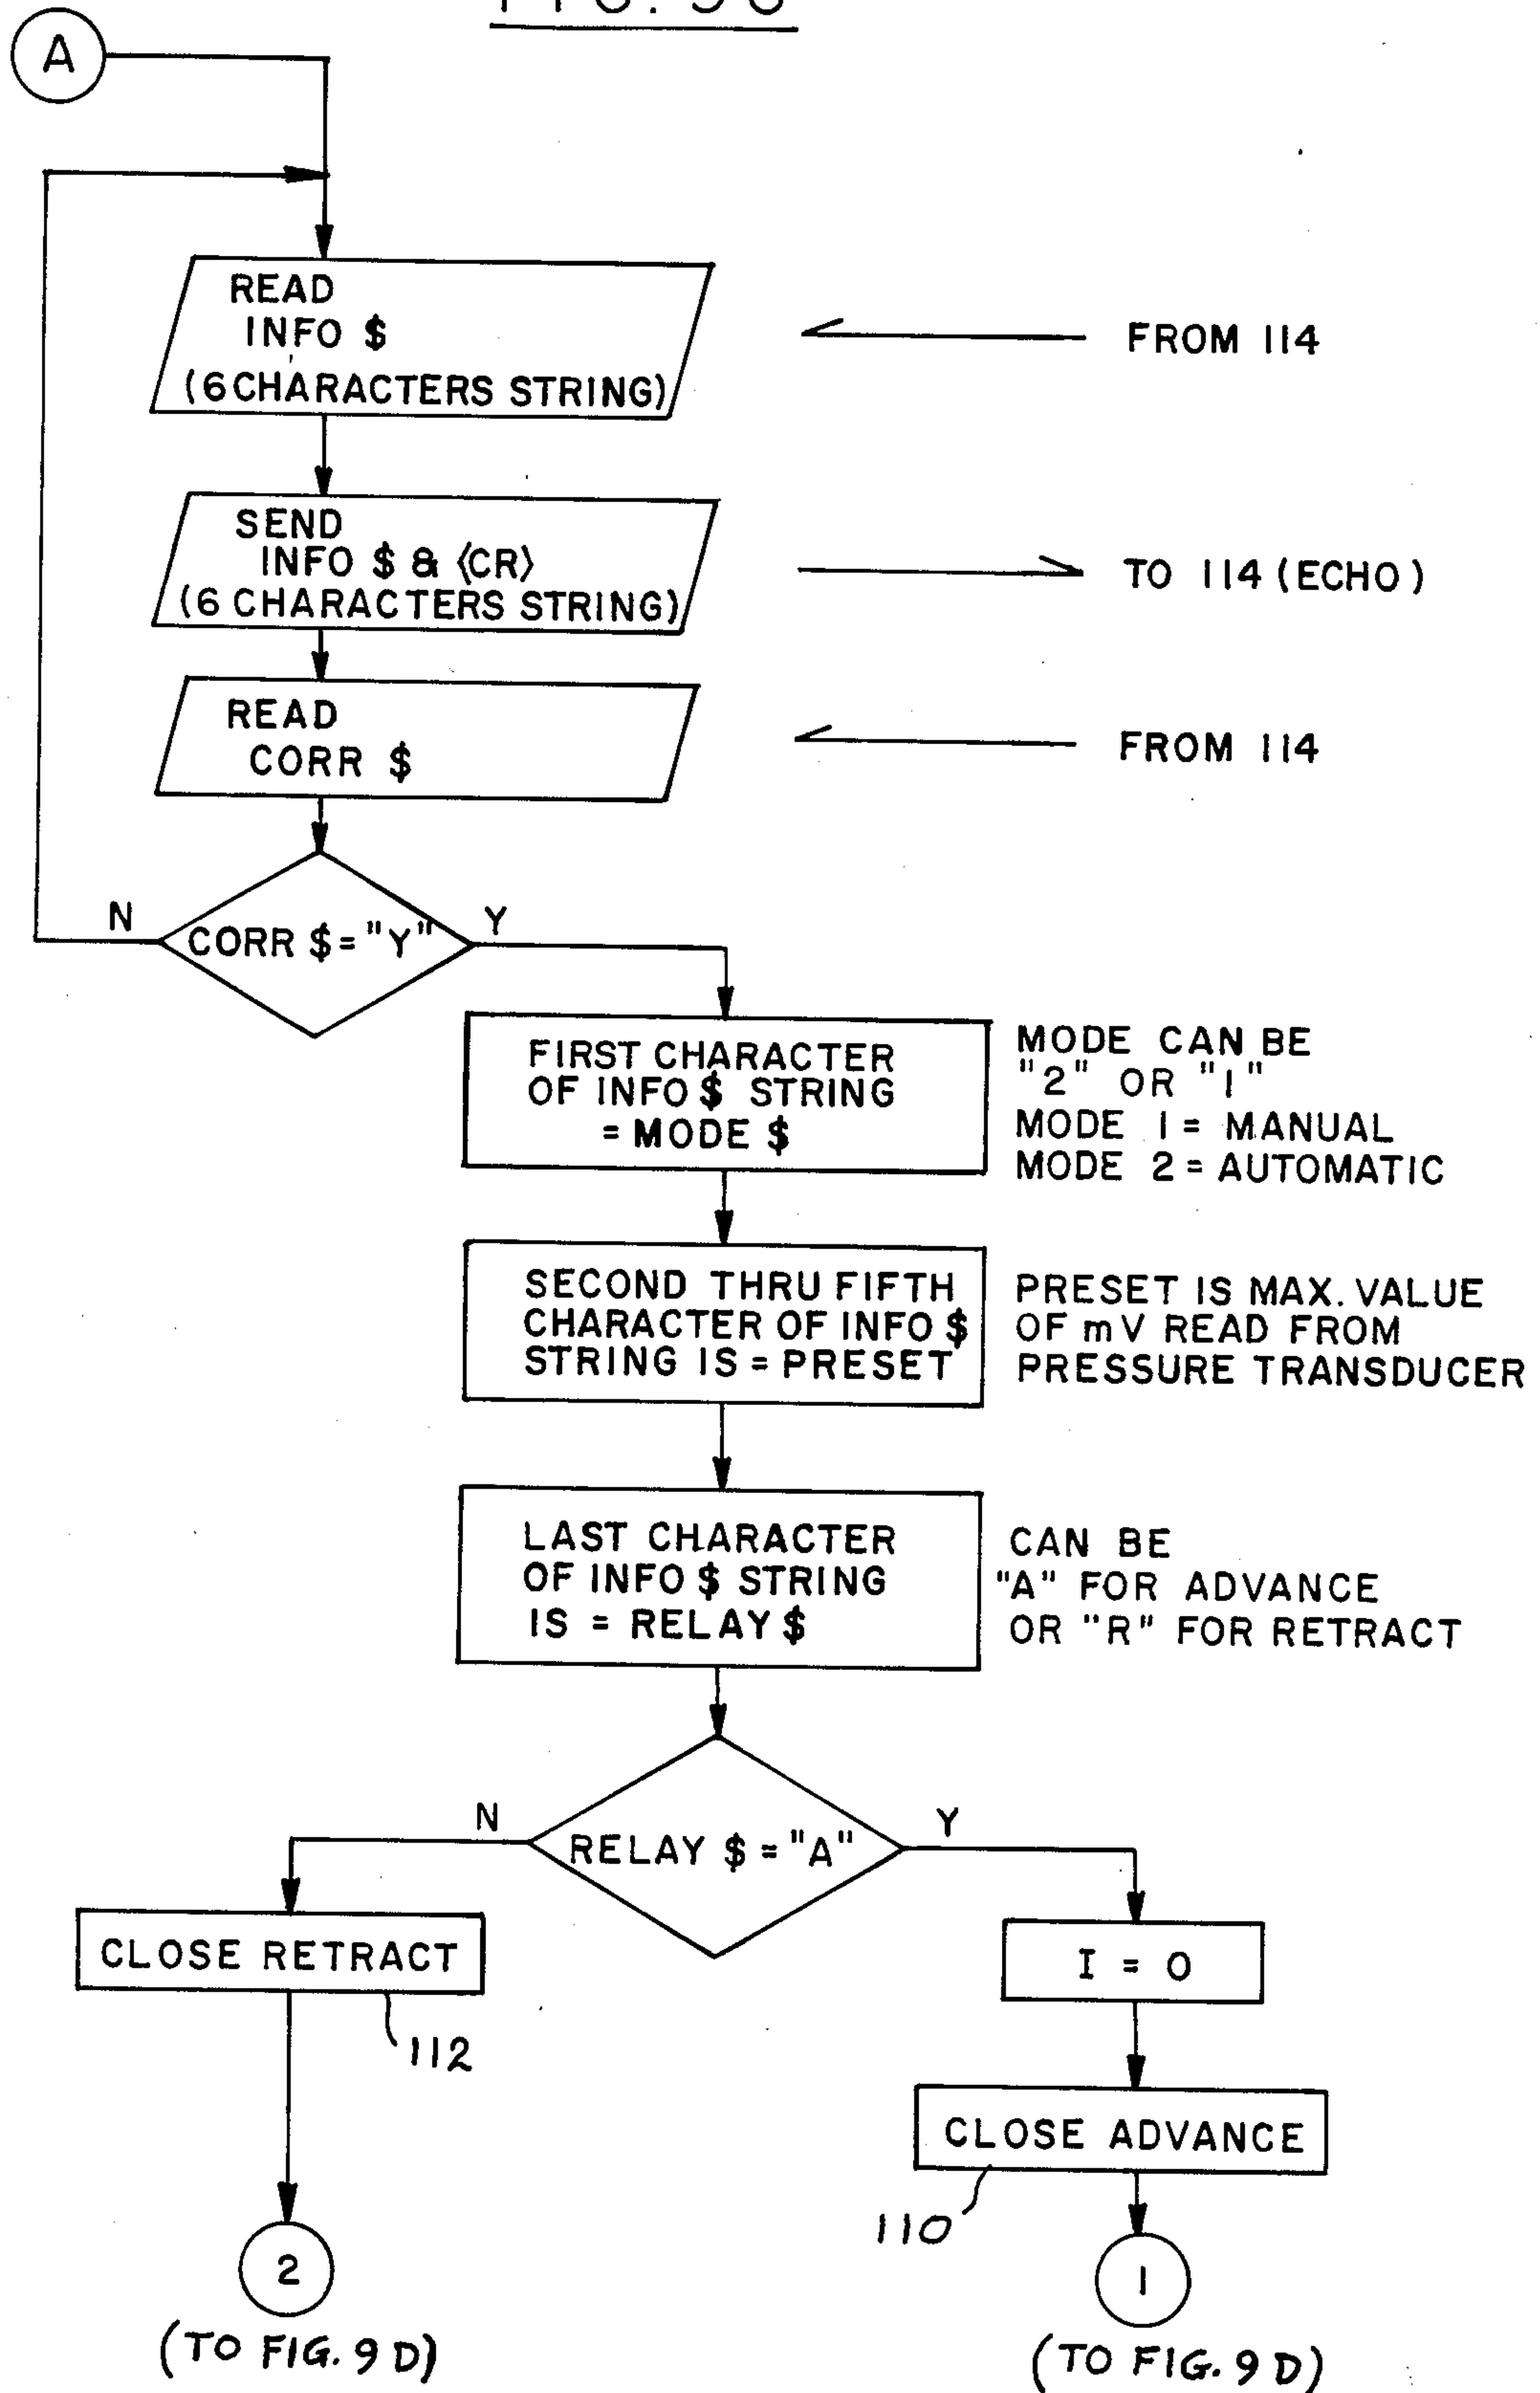 A
READ
INFO $
(6 CHARACTERS STRING)
FROM 114
SEND
INFO $ & ⟨CR⟩
(6 CHARACTERS STRING)
TO 114 (ECHO)
READ
CORR $
FROM 114
N
CORR $ = "Y"
Y
FIRST CHARACTER
OF INFO $ STRING
= MODE $
MODE CAN BE
"2" OR "1"
MODE 1 = MANUAL
MODE 2 = AUTOMATIC
SECOND THRU FIFTH
CHARACTER OF INFO $
STRING IS = PRESET
PRESET IS MAX. VALUE
OF mV READ FROM
PRESSURE TRANSDUCER
LAST CHARACTER
OF INFO $ STRING
IS = RELAY $
CAN BE
"A" FOR ADVANCE
OR "R" FOR RETRACT
N
RELAY $ = "A"
Y
CLOSE RETRACT
112
I = 0
CLOSE ADVANCE
110
2
(TO FIG. 9 D)
1
(TO FIG. 9 D)